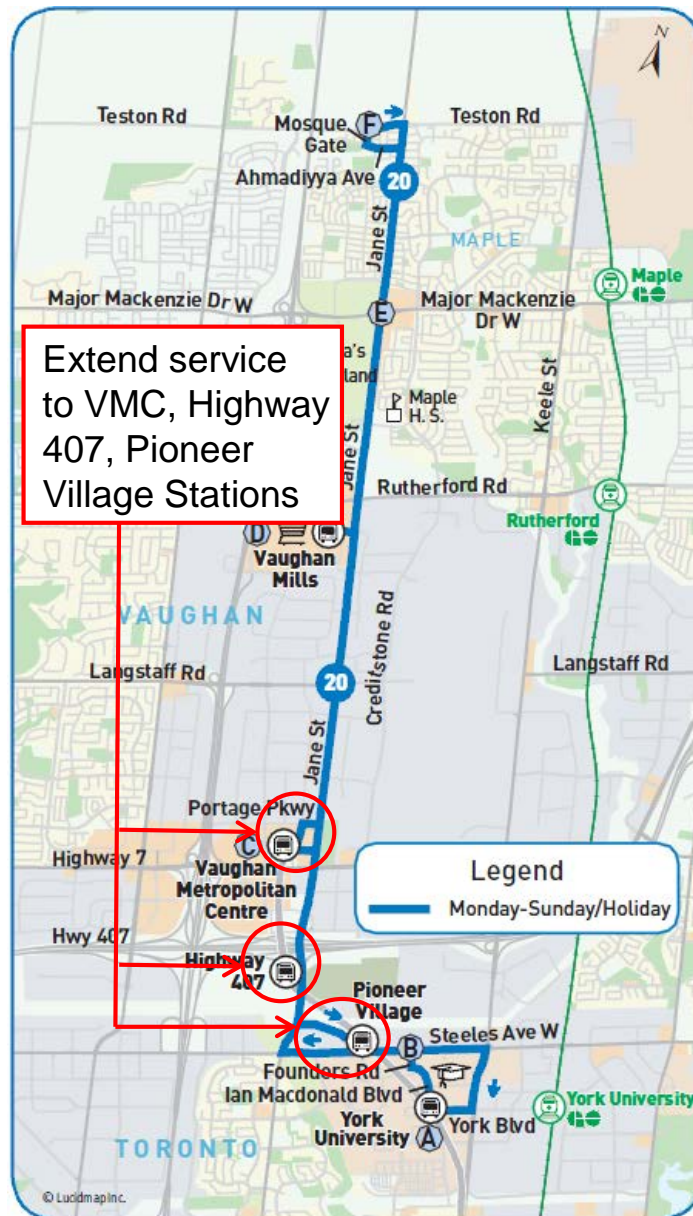 N
Teston Rd
Mosque
Gate
F
Teston Rd
Ahmadiyya Ave
20
Jane St
MAPLE
Maple
GO
Major Mackenzie Dr W
E
Major Mackenzie
Dr W
Extend service
to VMC, Highway
407, Pioneer
Village Stations
Maple
H. S.
Keele St
Jane St
Rutherford Rd
Rutherford
GO
D
Vaughan
Mills
VAUGHAN
Creditstone Rd
Langstaff Rd
Langstaff Rd
20
Jane St
Portage Pkwy
C
Highway 7
Vaughan
Metropolitan
Centre
Legend
Monday-Sunday/Holiday
Hwy 407
Highway
407
Pioneer
Village
Steeles Ave W
B
Founders Rd
Ian Macdonald Blvd
York University
GO
York
University
A
York Blvd
TORONTO
© Lucidmap Inc.